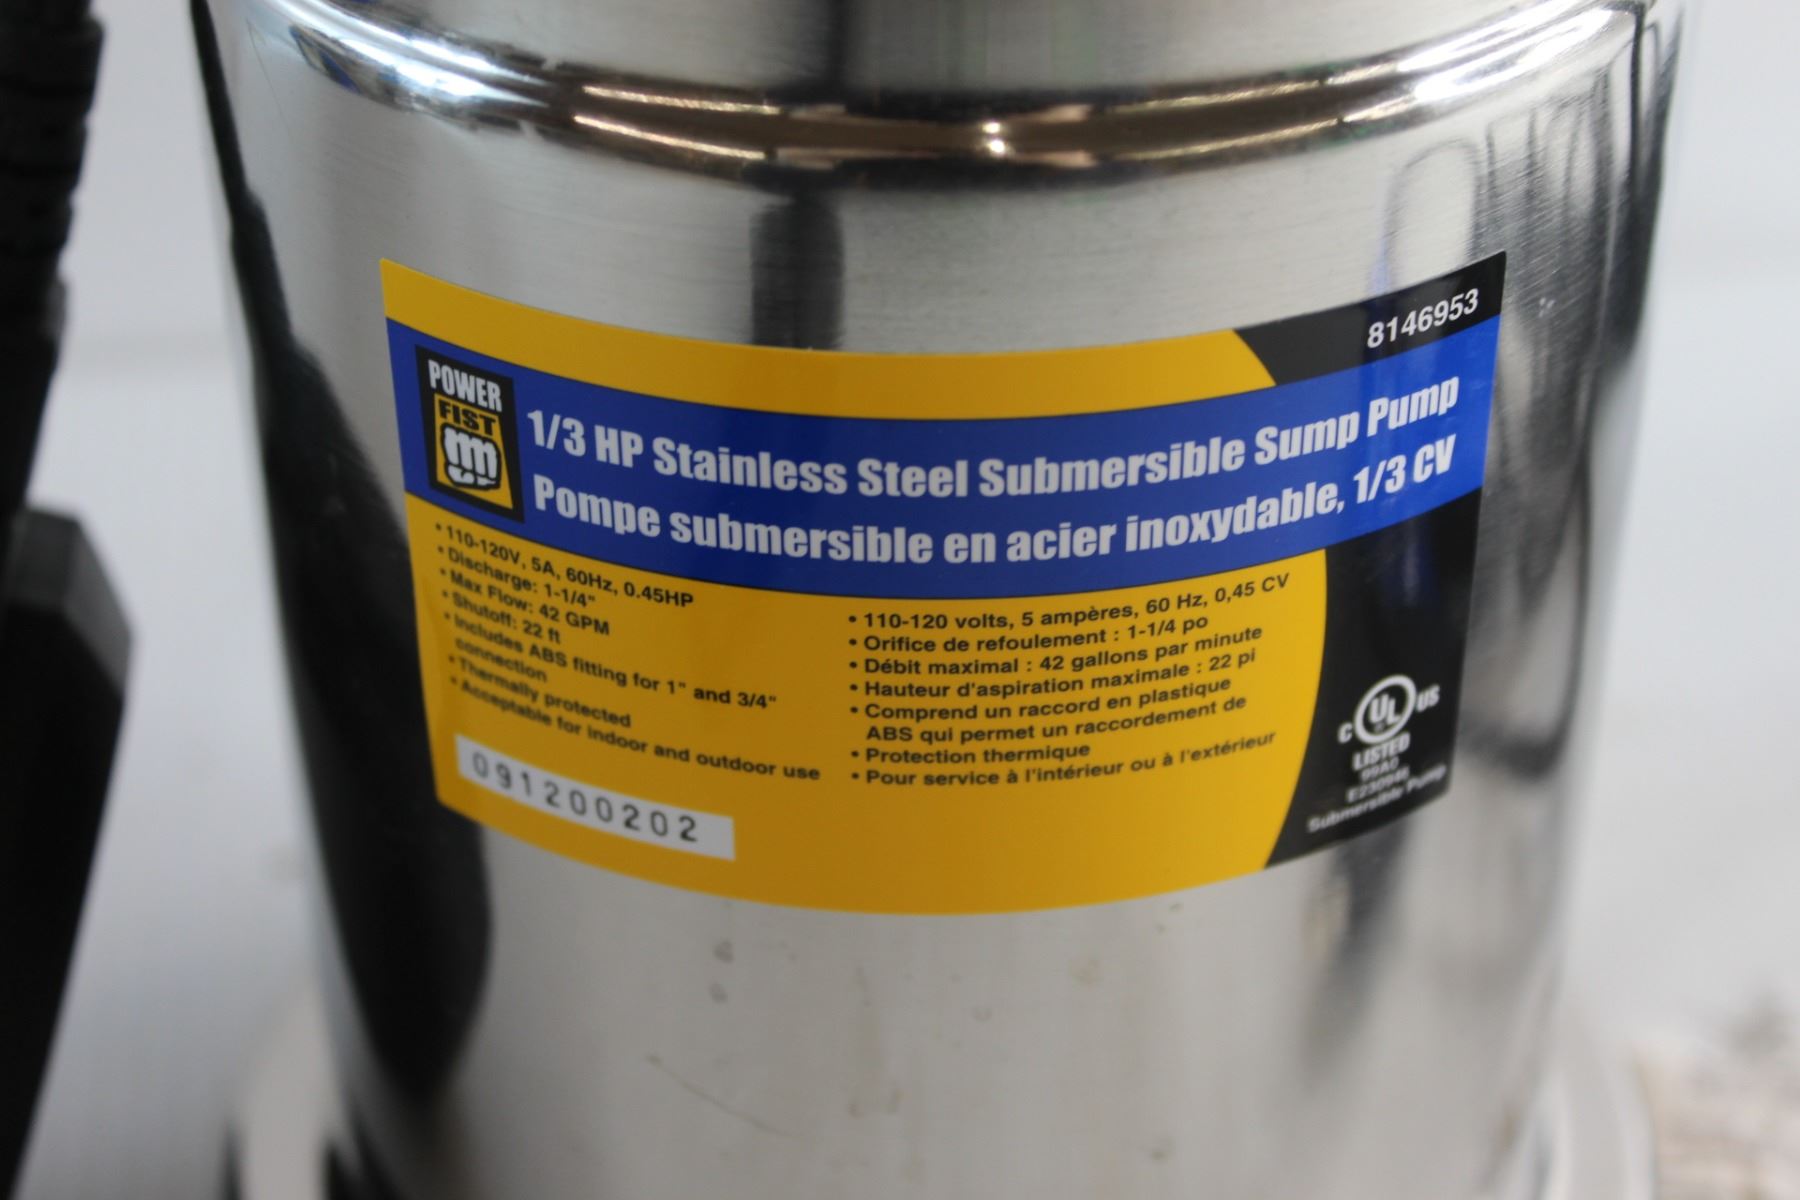 8146953
POWER
FIST
1/3 HP Stainless Steel Submersible Sump Pump
Pompe submersible en acier inoxydable, 1/3 CV
• 110-120V, 5A, 60Hz, 0.45HP
• Discharge: 1-1/4"
• Max Flow: 42 GPM
• Shutoff: 22 ft
• Includes ABS fitting for 1" and 3/4"
connection
• Thermally protected
• Acceptable for indoor and outdoor use
091200202
• 110-120 volts, 5 ampères, 60 Hz, 0,45 CV
• Orifice de refoulement : 1-1/4 po
• Débit maximal : 42 gallons par minute
• Hauteur d'aspiration maximale : 22 pi
• Comprend un raccord en plastique
ABS qui permet un raccordement de
• Protection thermique
• Pour service à l'intérieur ou à l'extérieur
C UL US
LISTED
99A0
E230946
Submersible Pump